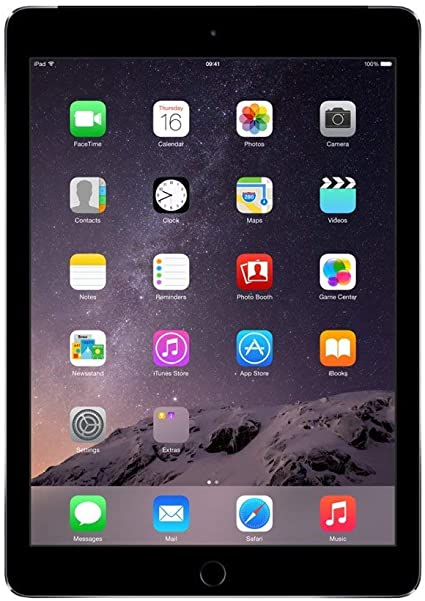 iPad 09:41 100%
Thursday
16
FaceTime Calendar Photos Camera
280
Contacts Clock Maps Videos
Notes Reminders Photo Booth Game Center
Newsstand iTunes Store App Store iBooks
Settings Extras
Messages Mail Safari Music